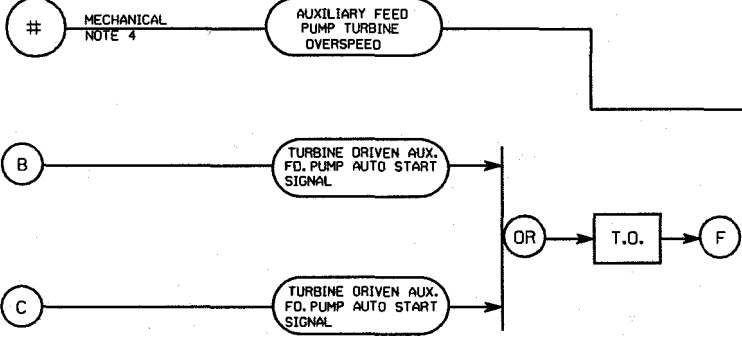 #
MECHANICAL
NOTE 4
AUXILIARY FEED
PUMP TURBINE
OVERSPEED
B
TURBINE DRIVEN AUX.
FD. PUMP AUTO START
SIGNAL
OR
T.O.
F
C
TURBINE DRIVEN AUX.
FD. PUMP AUTO START
SIGNAL